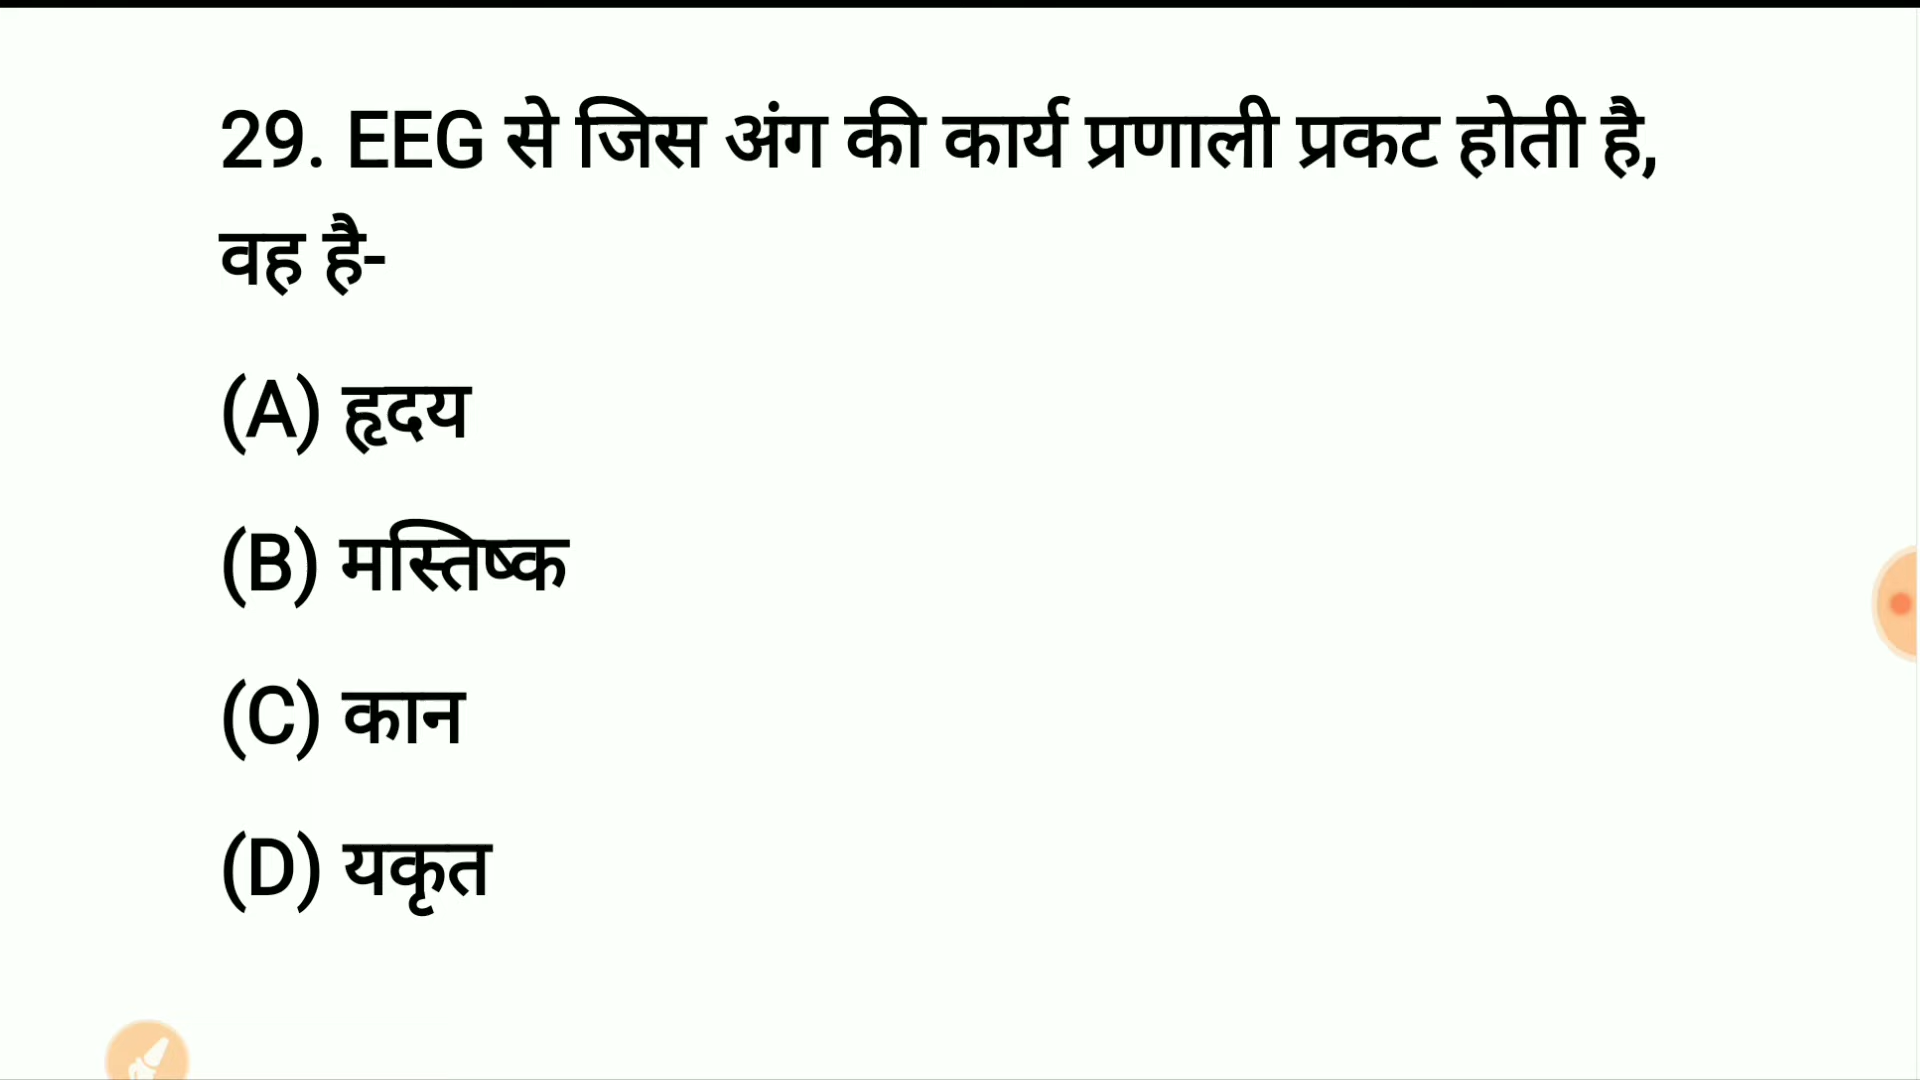 29. EEG से जिस अंग की कार्य प्रणाली प्रकट होती है,
वह है-
(A) हृदय
(B) मस्तिष्क
(C) कान
(D) यकृत